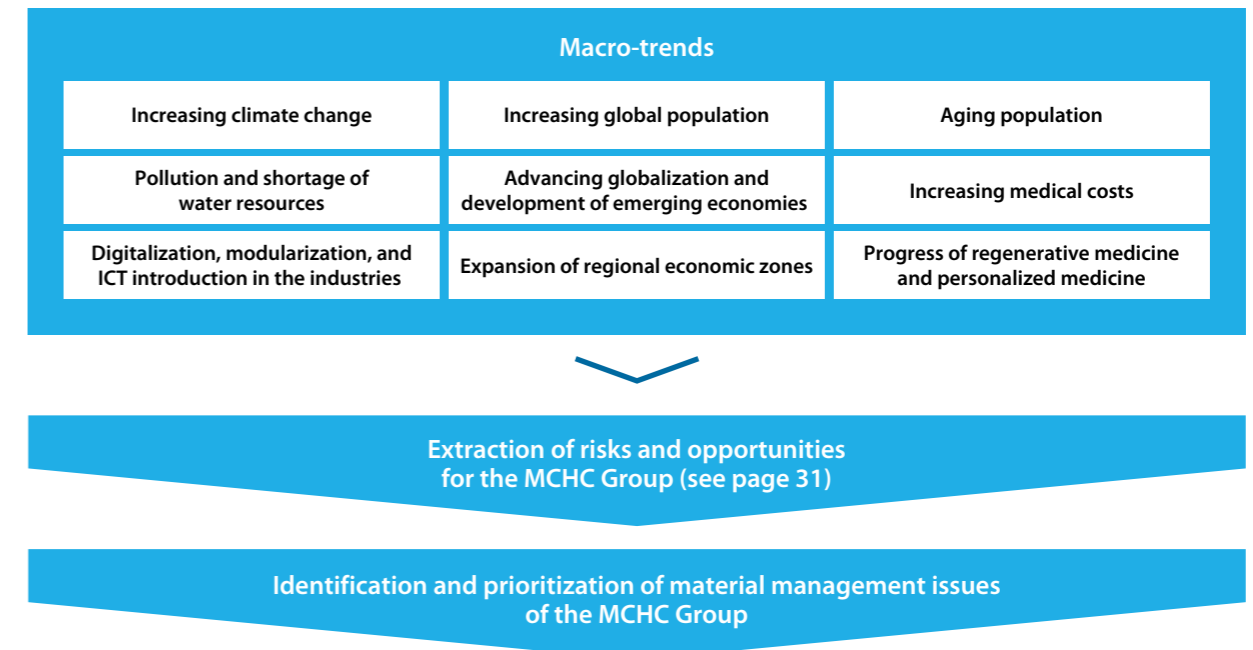 Macro-trends
Increasing climate change
Increasing global population
Aging population
Pollution and shortage of
water resources
Advancing globalization and
development of emerging economies
Increasing medical costs
Digitalization, modularization, and
ICT introduction in the industries
Expansion of regional economic zones
Progress of regenerative medicine
and personalized medicine
Extraction of risks and opportunities
for the MCHC Group (see page 31)
Identification and prioritization of material management issues
of the MCHC Group